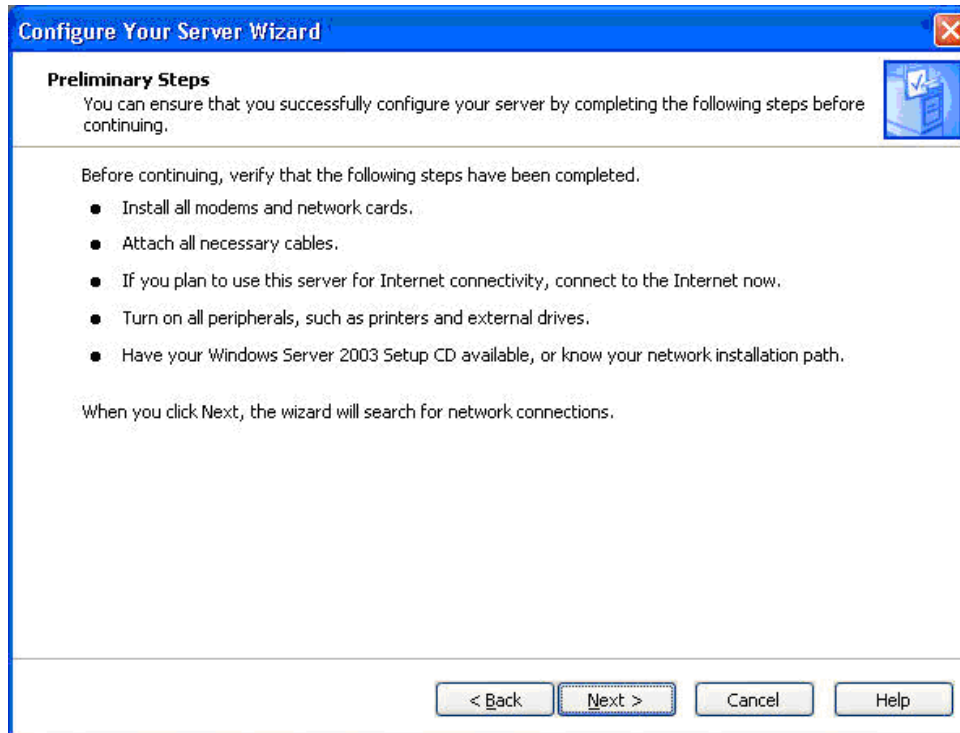 Configure Your Server Wizard
Preliminary Steps
You can ensure that you successfully configure your server by completing the following steps before
continuing.
Before continuing, verify that the following steps have been completed.
● Install all modems and network cards.
● Attach all necessary cables.
● If you plan to use this server for Internet connectivity, connect to the Internet now.
● Turn on all peripherals, such as printers and external drives.
● Have your Windows Server 2003 Setup CD available, or know your network installation path.
When you click Next, the wizard will search for network connections.
< Back
Next >
Cancel
Help